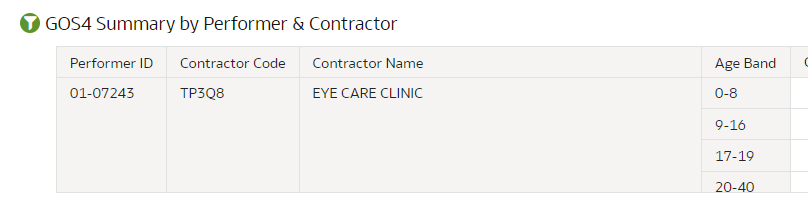 GOS4 Summary by Performer & Contractor
Performer ID Contractor Code Contractor Name Age Band
01-07243 TP3Q8 EYE CARE CLINIC 0-8
9-16
17-19
20-40